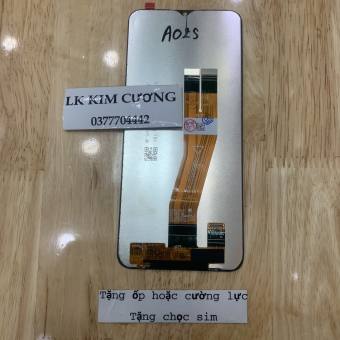 A02S
LK KIM CƯƠNG
0377704442
Tặng ốp hoặc cường lực
Tặng chọc sim